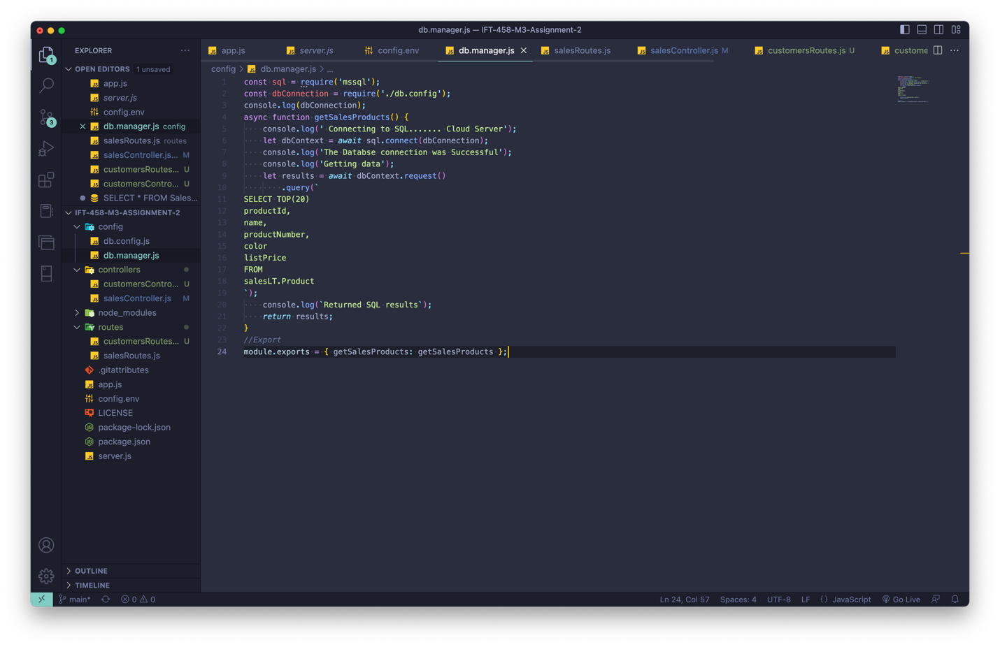 db.manager.js — IFT-458-M3-Assignment-2
EXPLORER
OPEN EDITORS 1 unsaved
app.js
server.js
config.env
db.manager.js config
salesRoutes.js routes
salesController.js... M
customersRoutes... U
customersContro... U
SELECT * FROM Sales...
IFT-458-M3-ASSIGNMENT-2
config
db.config.js
db.manager.js
controllers
customersContro... U
salesController.js M
node_modules
routes
customersRoutes... U
salesRoutes.js
.gitattributes
app.js
config.env
LICENSE
package-lock.json
package.json
server.js
OUTLINE
TIMELINE
app.js server.js config.env db.manager.js salesRoutes.js salesController.js M customersRoutes.js U custome
config > db.manager.js > ...
1 const sql = require('mssql');
2 const dbConnection = require('./db.config');
3 console.log(dbConnection);
4 async function getSalesProducts() {
5 console.log(' Connecting to SQL....... Cloud Server');
6 let dbContext = await sql.connect(dbConnection);
7 console.log('The Databse connection was Successful');
8 console.log('Getting data');
9 let results = await dbContext.request()
10 .query(`
11 SELECT TOP(20)
12 productId,
13 name,
14 productNumber,
15 color
16 listPrice
17 FROM
18 salesLT.Product
19 `);
20 console.log(`Returned SQL results`);
21 return results;
22 }
23 //Export
24 module.exports = { getSalesProducts: getSalesProducts };
1
3
main* 0 0
Ln 24, Col 57 Spaces: 4 UTF-8 LF {} JavaScript Go Live